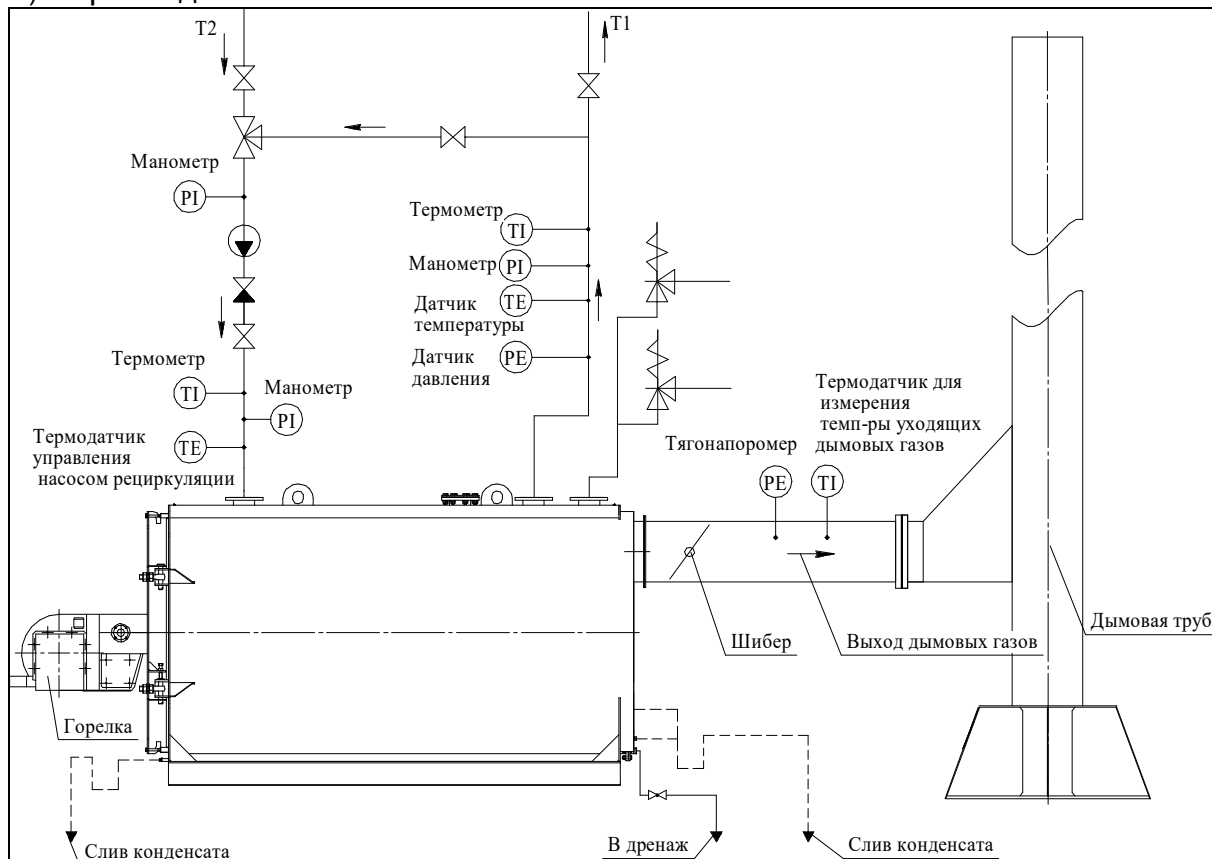 T2
T1
Манометр
PI
Термометр
TI
Манометр
PI
Датчик
температуры
TE
Датчик
давления
PE
Термометр
TI
Манометр
PI
Термодатчик
управления
насосом рециркуляции
TE
Термодатчик для
измерения
темп-ры уходящих
дымовых газов
Тягонапоромер
PE
TI
Шибер
Выход дымовых газов
Дымовая труб
Горелка
Слив конденсата
В дренаж
Слив конденсата